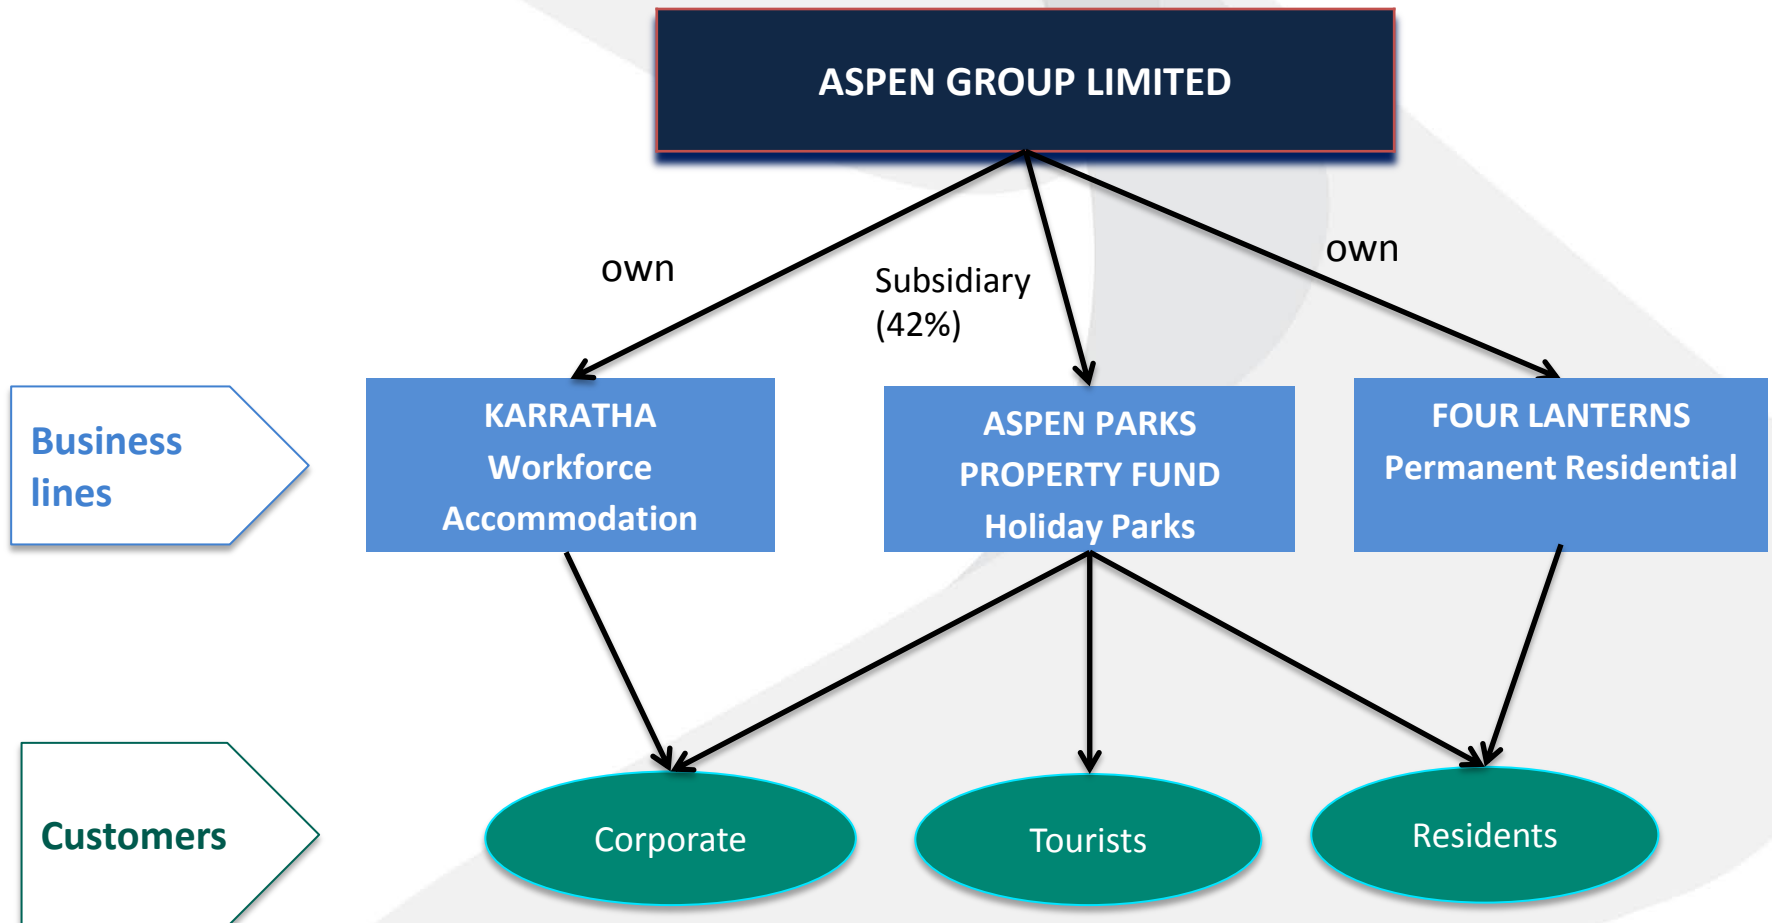 ASPEN GROUP LIMITED
own
Subsidiary
(42%)
own
Business
lines
KARRATHA
Workforce
Accommodation
ASPEN PARKS
PROPERTY FUND
Holiday Parks
FOUR LANTERNS
Permanent Residential
Customers
Corporate
Tourists
Residents